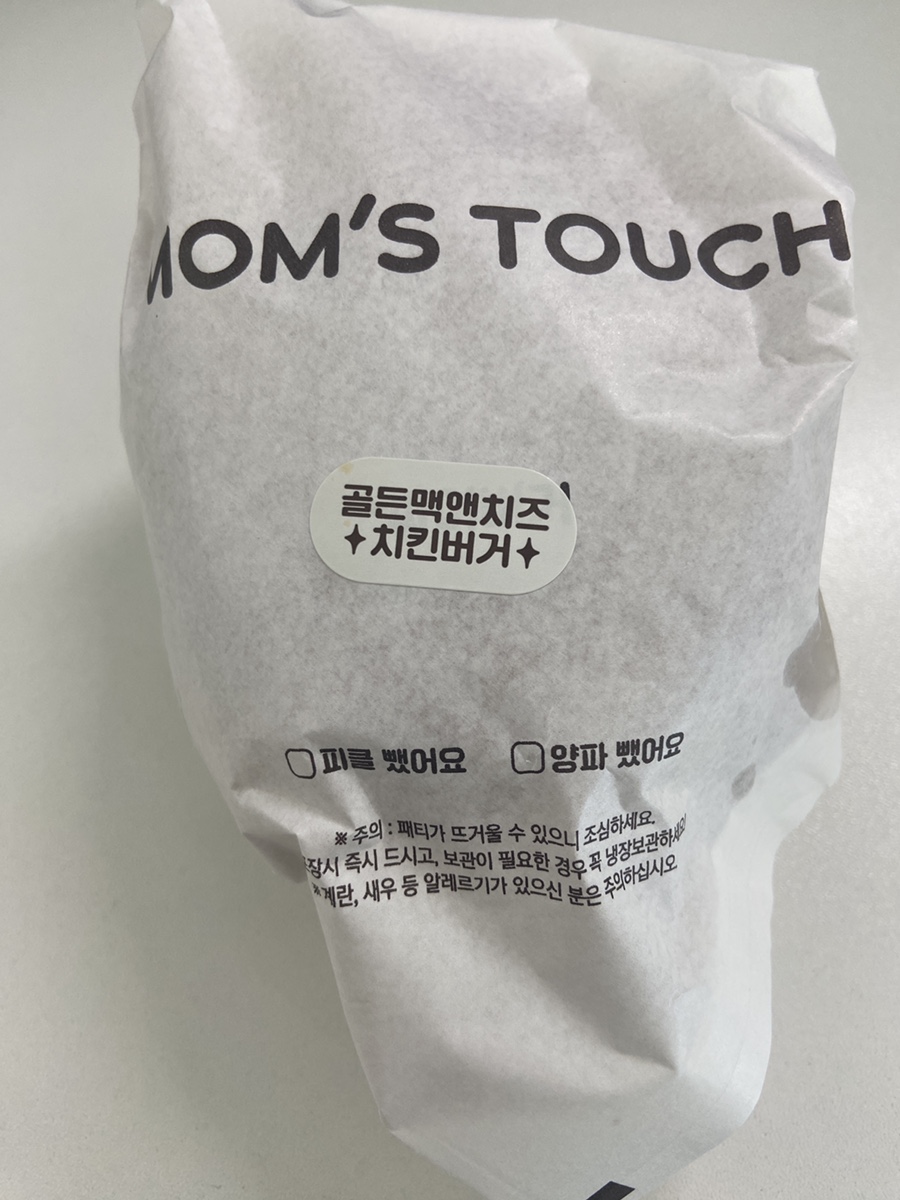 MOM'S TOUCH
골든맥앤치즈
치킨버거
피클 뺐어요 양파 뺐어요
※ 주의 : 패티가 뜨거울 수 있으니 조심하세요.
즉시 드시고, 보관이 필요한 경우 꼭 냉장보관하세요
※계란, 새우 등 알레르기가 있으신 분은 주의하십시오